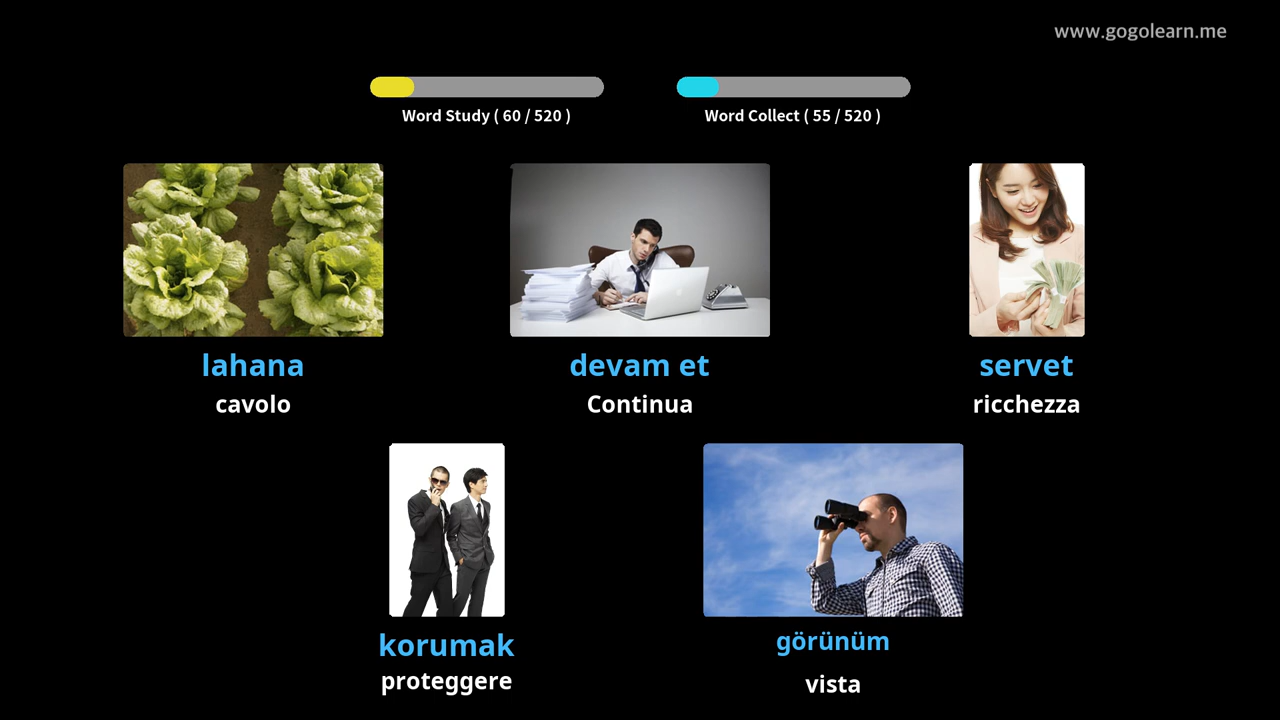 www.gogolearn.me
Word Study ( 60 / 520 )
Word Collect ( 55 / 520 )
lahana
cavolo
devam et
Continua
servet
ricchezza
korumak
proteggere
görünüm
vista